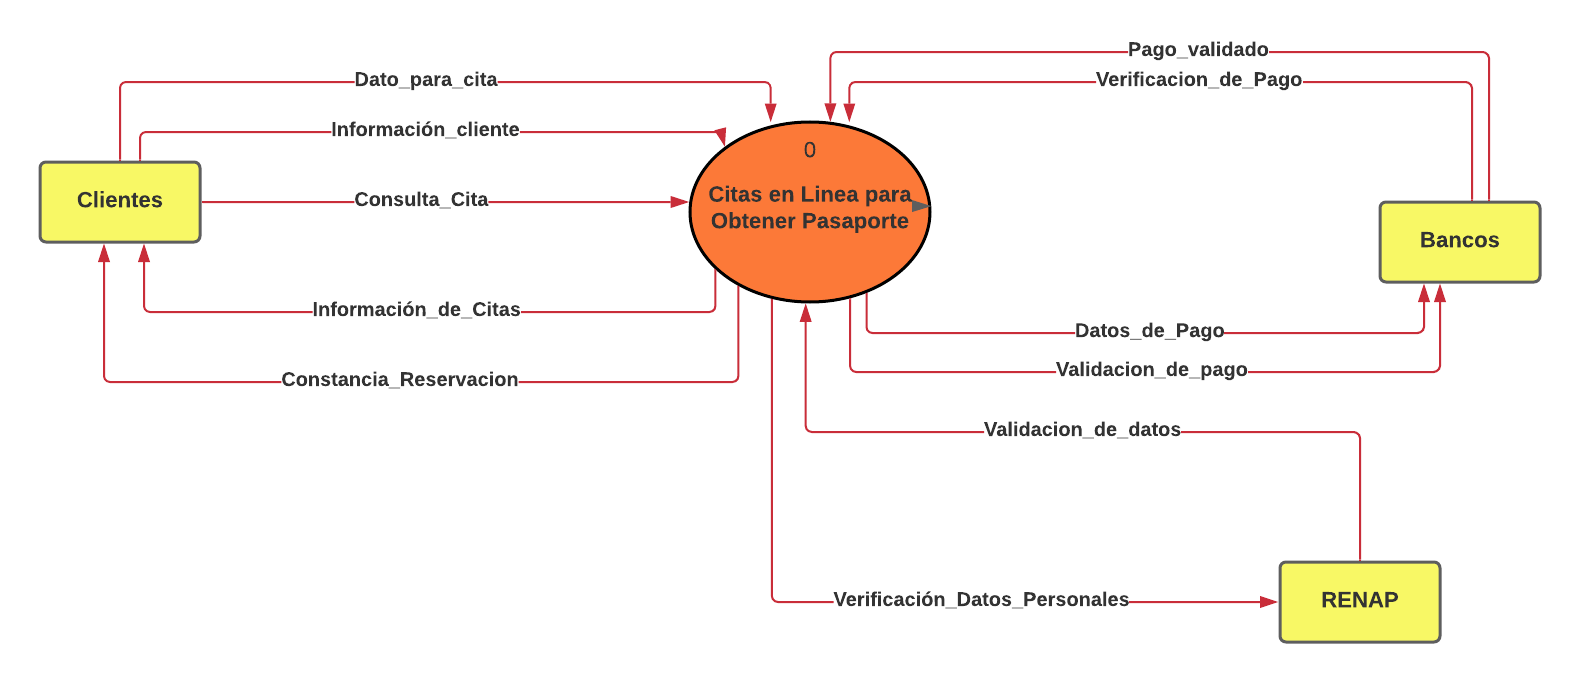 Pago_validado
Dato_para_cita
Verificacion_de_Pago
Información_cliente
0
Clientes
Consulta_Cita
Citas en Linea para
Obtener Pasaporte
Bancos
Información_de_Citas
Datos_de_Pago
Constancia_Reservacion
Validacion_de_pago
Validacion_de_datos
Verificación_Datos_Personales
RENAP